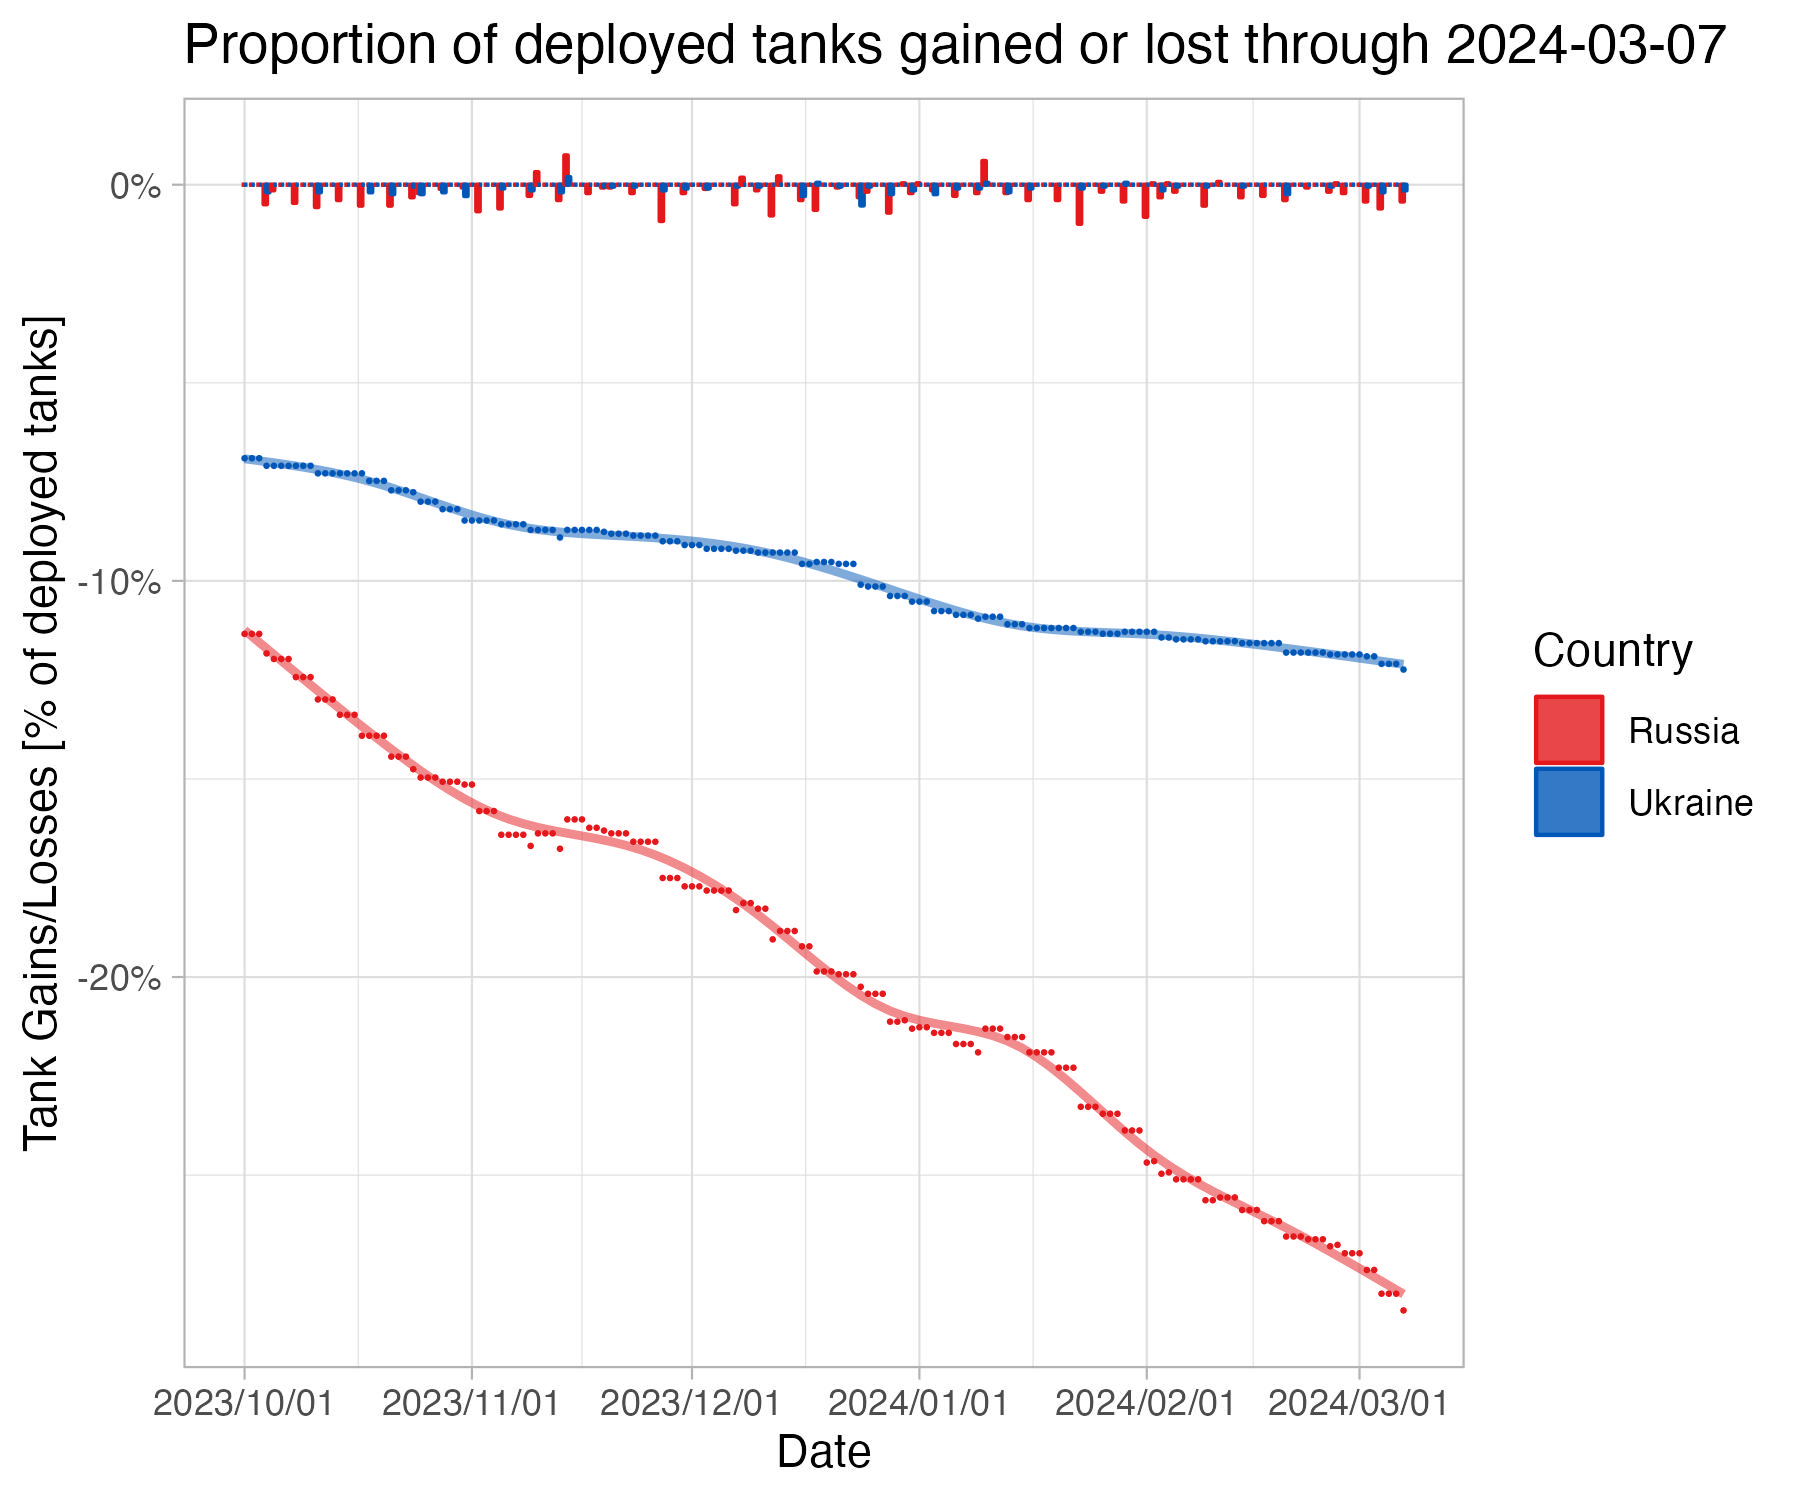 Proportion of deployed tanks gained or lost through 2024-03-07
Tank Gains/Losses [% of deployed tanks]
0%
-10%
-20%
2023/10/01
2023/11/01
2023/12/01
2024/01/01
2024/02/01
2024/03/01
Date
Country
Russia
Ukraine